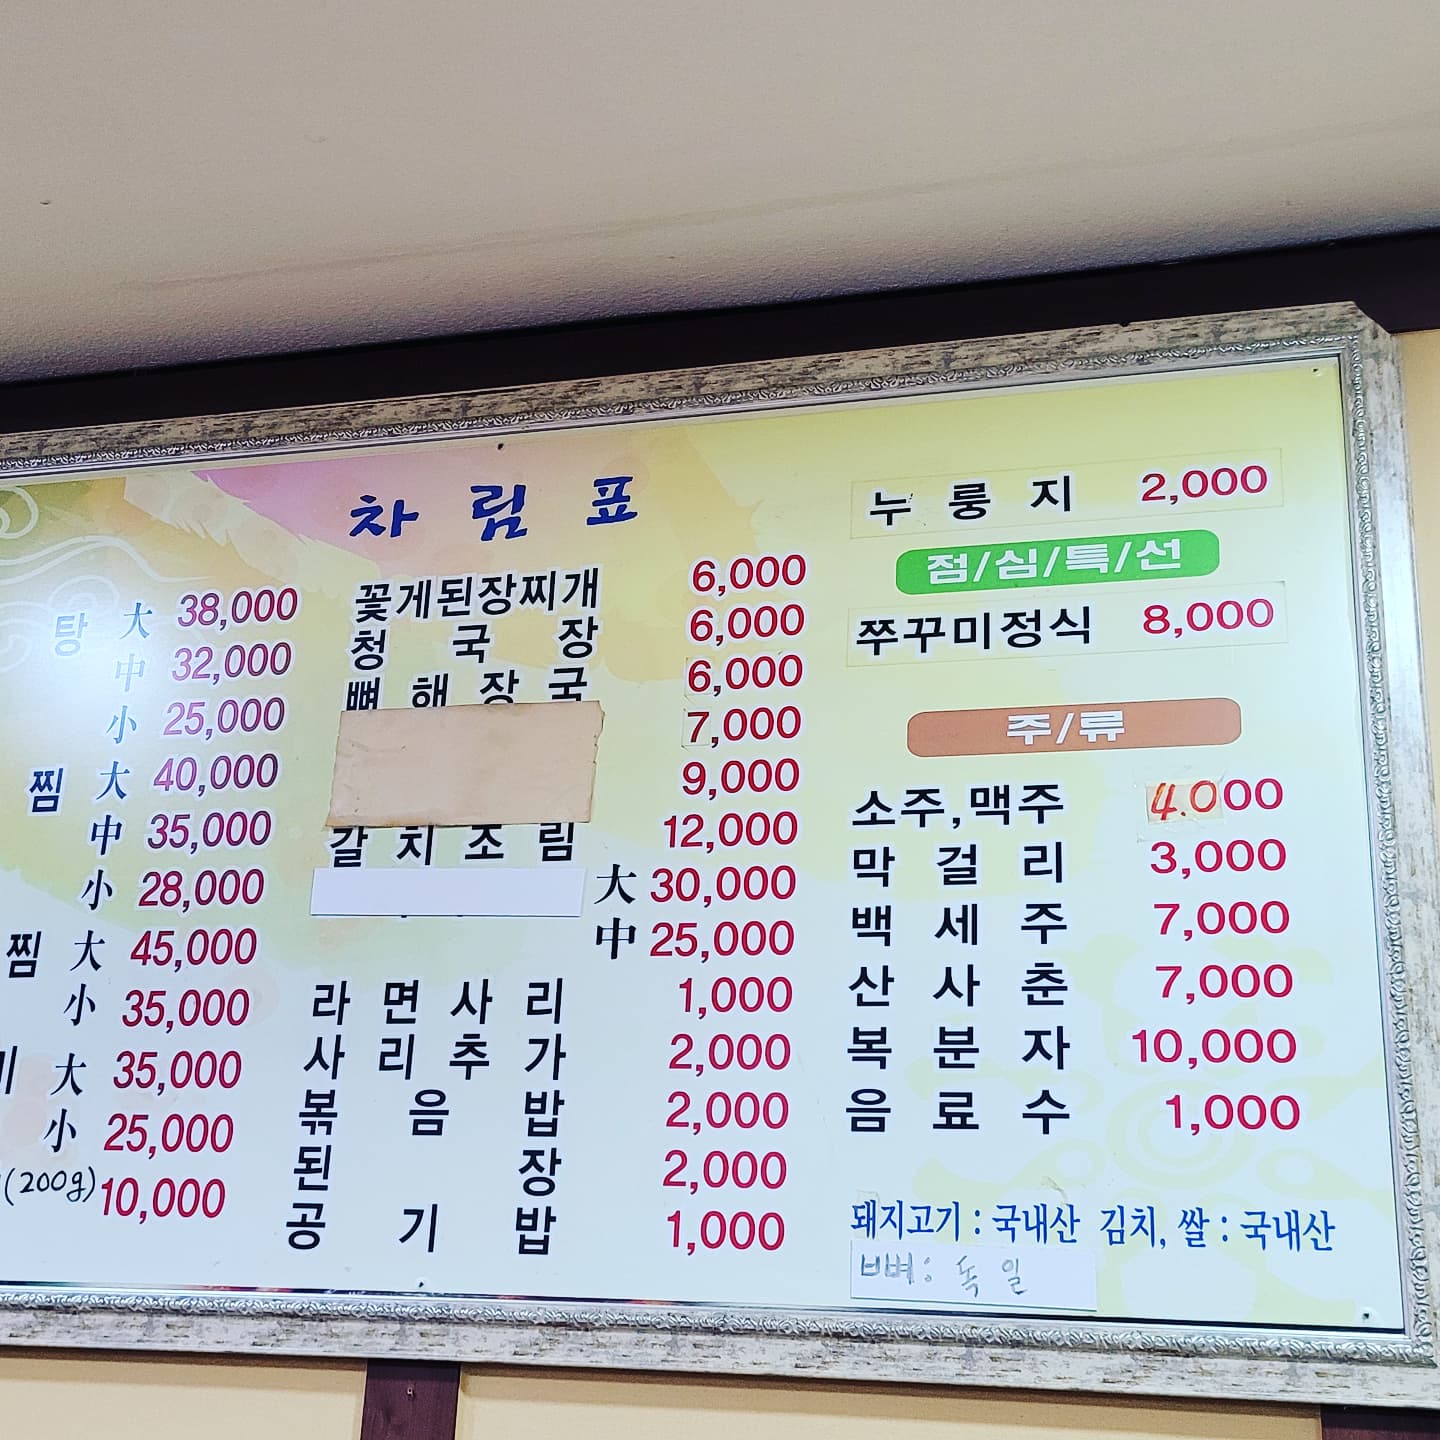 차림표
탕 大 38,000
中 32,000
小 25,000
찜 大 40,000
中 35,000
小 28,000
찜 大 45,000
小 35,000
大 35,000
小 25,000
(200g) 10,000
꽃게된장찌개 6,000
청국장 6,000
뼈해장국 6,000
7,000
9,000
갈치조림 12,000
大 30,000
中 25,000
라면사리 1,000
사리추가 2,000
볶음밥 2,000
된장 2,000
공기밥 1,000
누룽지 2,000
점/심/특/선
쭈꾸미정식 8,000
주/류
소주,맥주 4.000
막걸리 3,000
백세주 7,000
산사춘 7,000
복분자 10,000
음료수 1,000
돼지고기 : 국내산 김치, 쌀 : 국내산
: 독일